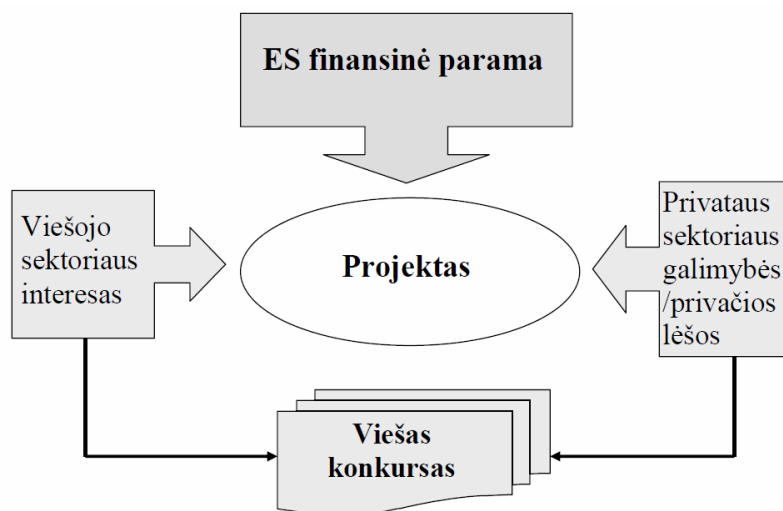 ES finansinė parama
Viešojo
sektoriaus
interesas
Projektas
Privataus
sektoriaus
galimybės
/privačios
lėšos
Viešas
konkursas